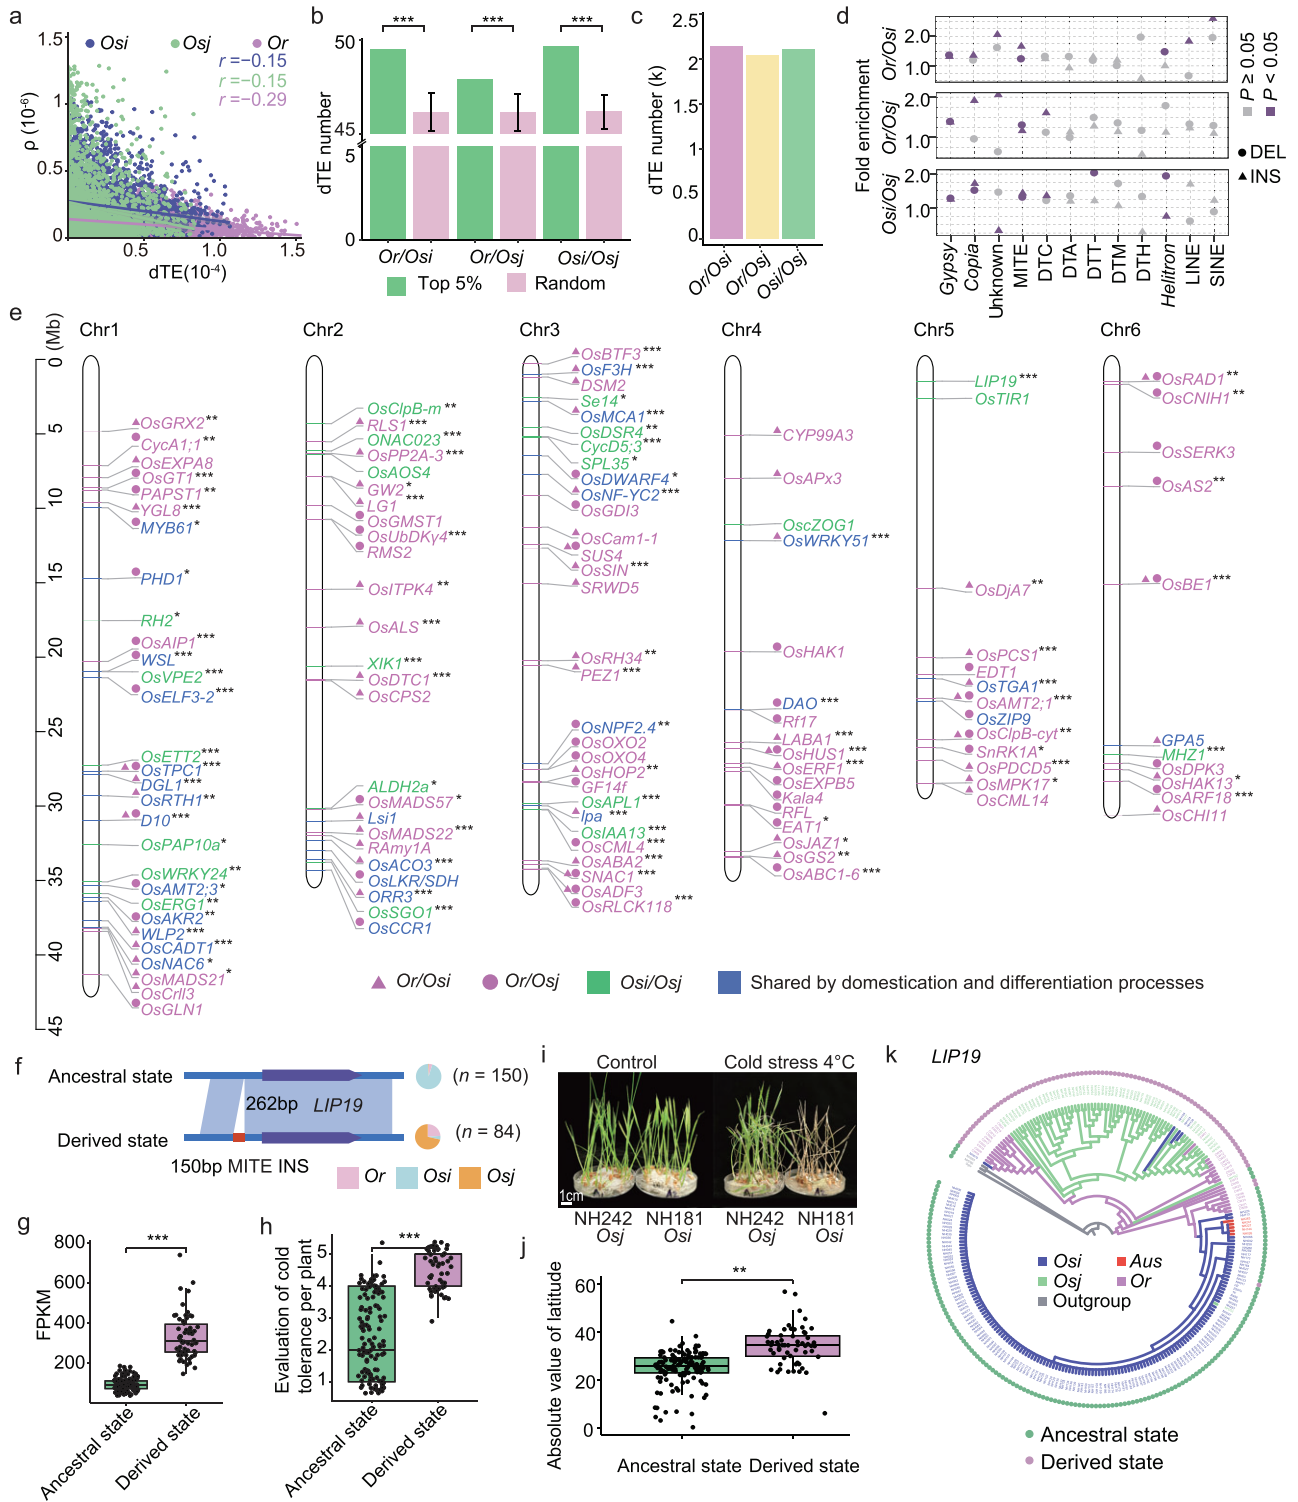 a
Osi
Osj
Or
r =−0.15
r =−0.15
r =−0.29
1.5
1.0
0.5
0
ρ (10-6)
0.5
1.0
1.5
dTE(10-4)
b
***
***
***
50
45
5
0
dTE number
Or/Osi
Or/Osj
Osi/Osj
Top 5%
Random
c
2.5
2
1.5
1
0.5
0
dTE number (k)
Or/Osi
Or/Osj
Osi/Osj
d
Fold enrichment
Or/Osi
2.0
1.0
Or/Osj
2.0
1.0
Osi/Osj
2.0
1.0
P ≥ 0.05
P < 0.05
DEL
INS
Gypsy
Copia
Unknown
MITE
DTC
DTA
DTT
DTM
DTH
Helitron
LINE
SINE
e
(Mb)
0
5
10
15
20
25
30
35
40
45
Chr1
OsGRX2 **
CycA1;1 **
OsEXPA8
OsGT1 ***
PAPST1 **
YGL8 ***
MYB61 *
PHD1 *
RH2 *
OsAIP1 ***
WSL ***
OsVPE2 ***
OsELF3-2 ***
OsETT2 ***
OsTPC1 ***
DGL1 ***
OsRTH1 **
D10 ***
OsPAP10a *
OsWRKY24 **
OsAMT2;3 *
OsERG1 **
OsAKR2 **
WLP2 ***
OsCADT1 ***
OsNAC6 *
OsMADS21 *
OsCrll3
OsGLN1
Chr2
OsClpB-m **
RLS1 ***
ONAC023 ***
OsPP2A-3 ***
OsAOS4
GW2 *
LG1 ***
OsGMST1
OsUbDKγ4 ***
RMS2
OsITPK4 **
OsALS ***
XIK1 ***
OsDTC1 ***
OsCPS2
ALDH2a *
OsMADS57 *
Lsi1
OsMADS22 ***
RAmy1A
OsACO3 ***
OsLKR/SDH
ORR3 ***
OsSGO1 ***
OsCCR1
Chr3
OsBTF3 ***
OsF3H ***
DSM2
Se14 *
OsMCA1 ***
OsDSR4 **
CycD5;3 ***
SPL35 *
OsDWARF4 *
OsNF-YC2 ***
OsGDI3
OsCam1-1
SUS4
OsSIN ***
SRWD5
OsRH34 **
PEZ1 ***
OsNPF2.4 **
OsOXO2
OsOXO4
OsHOP2 **
GF14f
OsAPL1 ***
Ipa ***
OsIAA13 ***
OsCML4 ***
OsABA2 ***
SNAC1 ***
OsADF3
OsRLCK118 ***
Chr4
CYP99A3
OsAPx3
OscZOG1
OsWRKY51 ***
OsHAK1
DAO ***
Rf17
LABA1 ***
OsHUS1 ***
OsERF1 ***
OsEXPB5
Kala4
RFL
EAT1 *
OsJAZ1 *
OsGS2 **
OsABC1-6 ***
Chr5
LIP19 ***
OsTIR1
OsDjA7 **
OsPCS1 ***
EDT1
OsTGA1 ***
OsAMT2;1 ***
OsZIP9
OsClpB-cyt **
SnRK1A *
OsPDCD5 ***
OsMPK17 *
OsCML14
Chr6
OsRAD1 **
OsCNIH1 **
OsSERK3
OsAS2 **
OsBE1 ***
GPA5
MHZ1 ***
OsDPK3
OsHAK13 *
OsARF18 ***
OsCHI11
Or/Osi
Or/Osj
Osi/Osj
Shared by domestication and differentiation processes
f
Ancestral state
262bp
LIP19
Derived state
150bp MITE INS
(n = 150)
(n = 84)
Or
Osi
Osj
g
FPKM
800
600
400
200
***
Ancestral state
Derived state
h
Evaluation of cold
tolerance per plant
5
4
3
2
1
***
Ancestral state
Derived state
i
Control
Cold stress 4°C
1cm
NH242
Osj
NH181
Osi
NH242
Osj
NH181
Osi
j
Absolute value of latitude
60
40
20
0
**
Ancestral state
Derived state
k
LIP19
Osi
Aus
Osj
Or
Outgroup
Ancestral state
Derived state